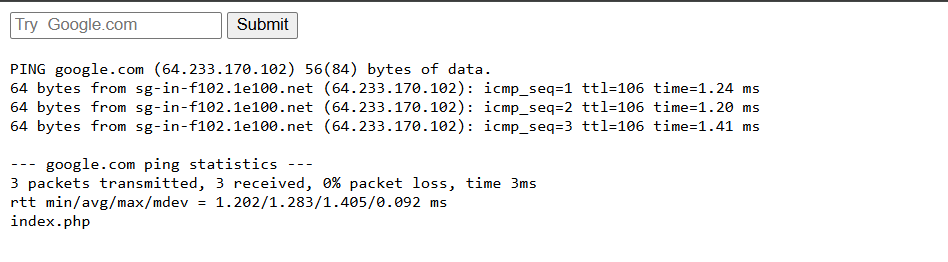 Try Google.com Submit
PING google.com (64.233.170.102) 56(84) bytes of data.
64 bytes from sg-in-f102.1e100.net (64.233.170.102): icmp_seq=1 ttl=106 time=1.24 ms
64 bytes from sg-in-f102.1e100.net (64.233.170.102): icmp_seq=2 ttl=106 time=1.20 ms
64 bytes from sg-in-f102.1e100.net (64.233.170.102): icmp_seq=3 ttl=106 time=1.41 ms
--- google.com ping statistics ---
3 packets transmitted, 3 received, 0% packet loss, time 3ms
rtt min/avg/max/mdev = 1.202/1.283/1.405/0.092 ms
index.php